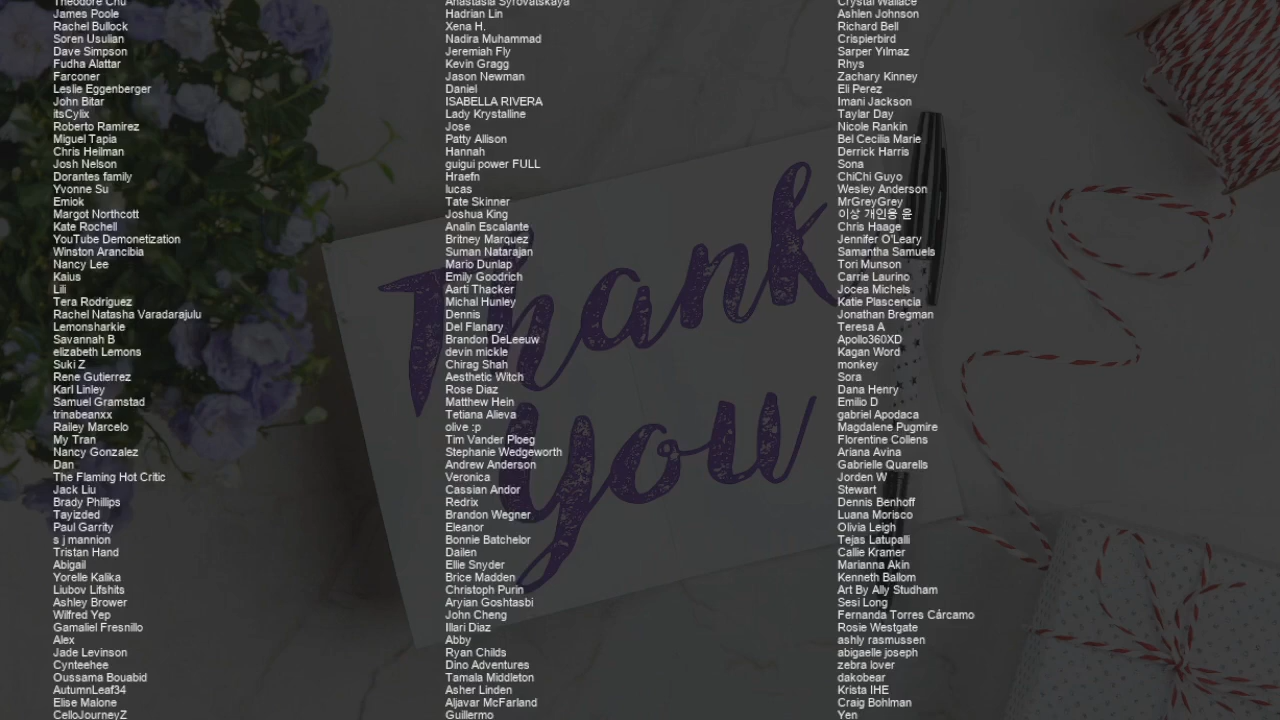 Theodore Chu
James Poole
Rachel Bullock
Soren Usulian
Dave Simpson
Fudha Alattar
Farconer
Leslie Eggenberger
John Bitar
itsCylix
Roberto Ramirez
Miguel Tapia
Chris Heilman
Josh Nelson
Dorantes family
Yvonne Su
Emiok
Margot Northcott
Kate Rochell
YouTube Demonetization
Winston Arancibia
Nancy Lee
Kaius
Lili
Tera Rodriguez
Rachel Natasha Varadarajulu
Lemonsharkie
Savannah B
elizabeth Lemons
Suki Z
Rene Gutierrez
Karl Linley
Samuel Gramstad
trinabeanxx
Railey Marcelo
My Tran
Nancy Gonzalez
Dan
The Flaming Hot Critic
Jack Liu
Brady Phillips
Tayizded
Paul Garrity
s j mannion
Tristan Hand
Abigail
Yorelle Kalika
Liubov Lifshits
Ashley Brower
Wilfred Yep
Gamaliel Fresnillo
Alex
Jade Levinson
Cynteehee
Oussama Bouabid
AutumnLeaf34
Elise Malone
CelloJourneyZ
Anastasia Syrovatskaya
Hadrian Lin
Xena H.
Nadira Muhammad
Jeremiah Fly
Kevin Gragg
Jason Newman
Daniel
ISABELLA RIVERA
Lady Krystalline
Jose
Patty Allison
Hannah
guigui power FULL
Hraefn
lucas
Tate Skinner
Joshua King
Analin Escalante
Britney Marquez
Suman Natarajan
Mario Dunlap
Emily Goodrich
Aarti Thacker
Michal Hunley
Dennis
Del Flanary
Brandon DeLeeuw
devin mickle
Chirag Shah
Aesthetic Witch
Rose Diaz
Matthew Hein
Tetiana Alieva
olive :p
Tim Vander Ploeg
Stephanie Wedgeworth
Andrew Anderson
Veronica
Cassian Andor
Redrix
Brandon Wegner
Eleanor
Bonnie Batchelor
Dailen
Ellie Snyder
Brice Madden
Christoph Purin
Aryian Goshtasbi
John Cheng
Illari Diaz
Abby
Ryan Childs
Dino Adventures
Tamala Middleton
Asher Linden
Aljavar McFarland
Guillermo
Crystal Wallace
Ashlen Johnson
Richard Bell
Crispierbird
Sarper Yılmaz
Rhys
Zachary Kinney
Eli Perez
Imani Jackson
Taylar Day
Nicole Rankin
Bel Cecilia Marie
Derrick Harris
Sona
ChiChi Guyo
Wesley Anderson
MrGreyGrey
이상 개인용 윤
Chris Haage
Jennifer O'Leary
Samantha Samuels
Tori Munson
Carrie Laurino
Jocea Michels
Katie Plascencia
Jonathan Bregman
Teresa A
Apollo360XD
Kagan Word
monkey
Sora
Dana Henry
Emilio D
gabriel Apodaca
Magdalene Pugmire
Florentine Collens
Ariana Avina
Gabrielle Quarells
Jorden W
Stewart
Dennis Benhoff
Luana Morisco
Olivia Leigh
Tejas Latupalli
Callie Kramer
Marianna Akin
Kenneth Ballom
Art By Ally Studham
Sesi Long
Fernanda Torres Cárcamo
Rosie Westgate
ashly rasmussen
abigaelle joseph
zebra lover
dakobear
Krista IHE
Craig Bohlman
Yen
Thank
you